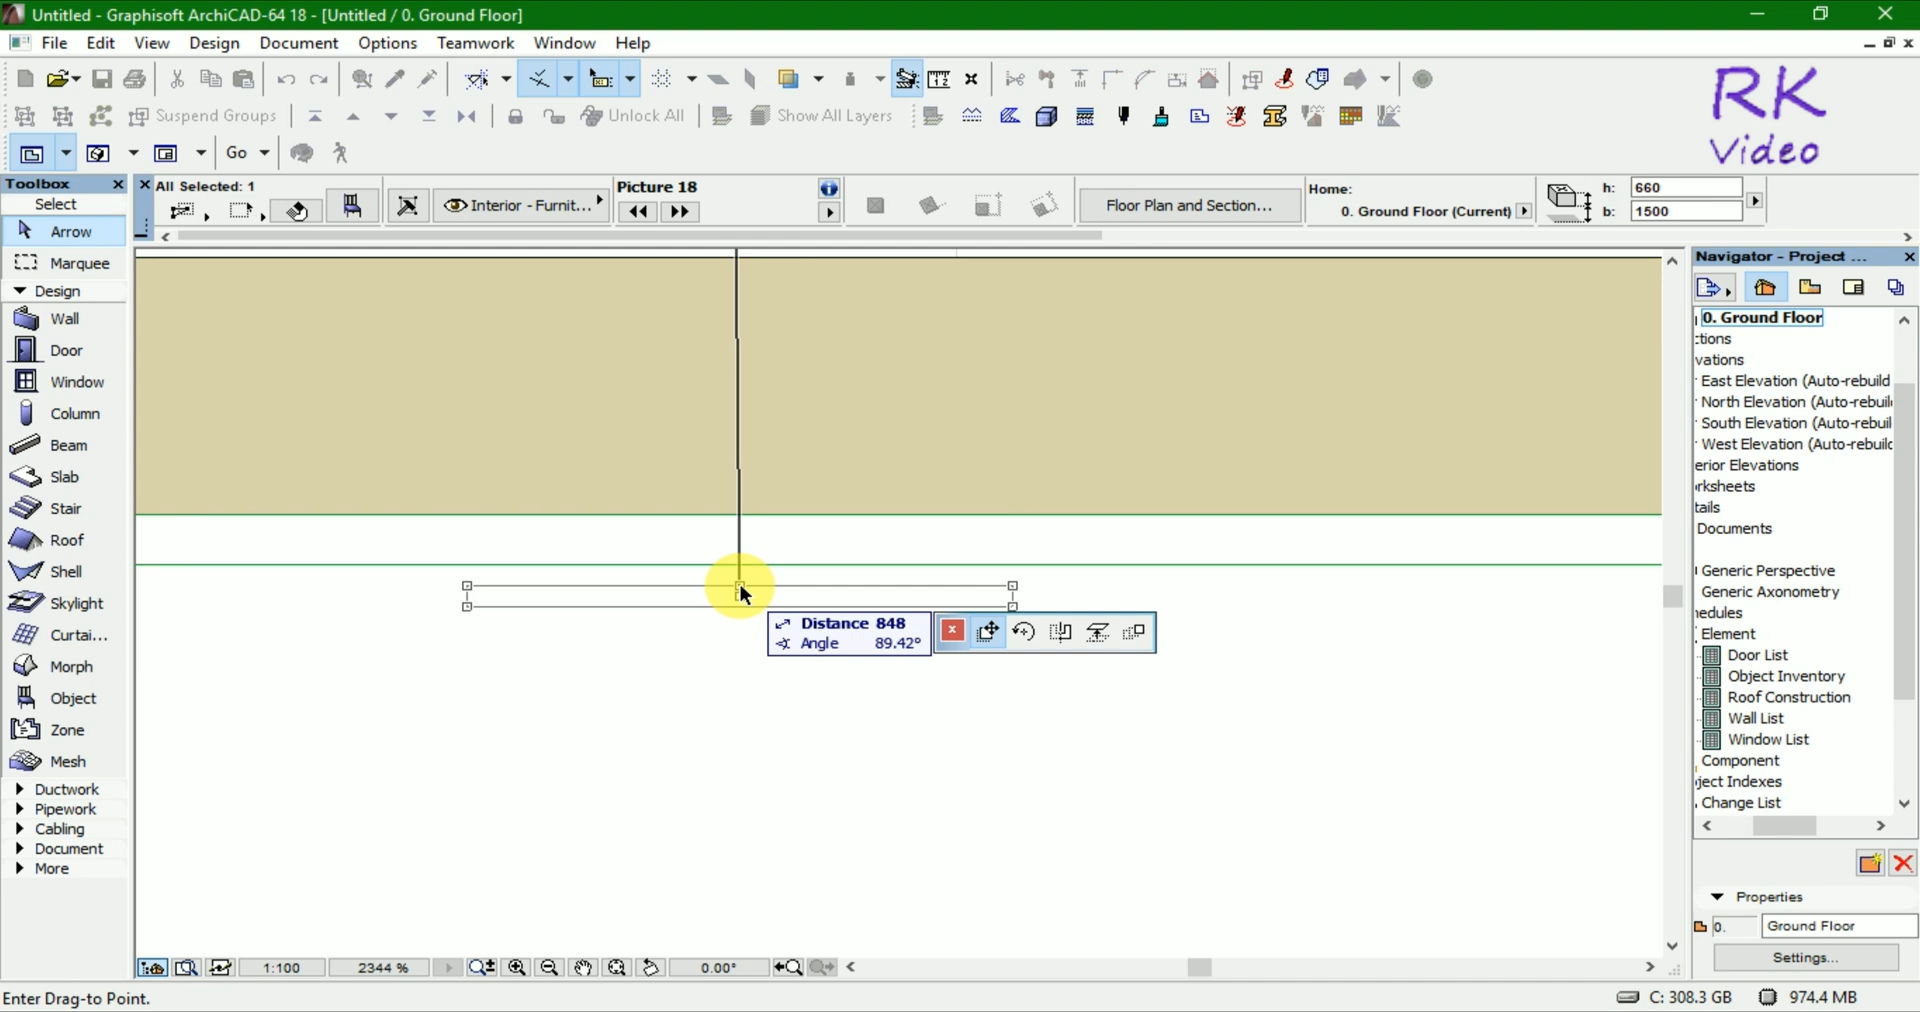 Untitled - Graphisoft ArchiCAD-64 18 - [Untitled / 0. Ground Floor]
File Edit View Design Document Options Teamwork Window Help
Suspend Groups Unlock All Show All Layers
Go
RK
Video
Toolbox
Select
Arrow
Marquee
Design
Wall
Door
Window
Column
Beam
Slab
Stair
Roof
Shell
Skylight
Curtai...
Morph
Object
Zone
Mesh
Ductwork
Pipework
Cabling
Document
More
All Selected: 1
Interior - Furnit...
Picture 18
Floor Plan and Section...
Home:
0. Ground Floor (Current)
h: 660
b: 1500
Distance 848
Angle 89.42°
Navigator - Project ...
0. Ground Floor
tions
vations
East Elevation (Auto-rebuild
North Elevation (Auto-rebuil
South Elevation (Auto-rebuil
West Elevation (Auto-rebuild
erior Elevations
rksheets
tails
Documents
Generic Perspective
Generic Axonometry
nedules
Element
Door List
Object Inventory
Roof Construction
Wall List
Window List
Component
ject Indexes
Change List
Properties
0. Ground Floor
Settings...
1:100 2344 % 0.00°
Enter Drag-to Point.
C: 308.3 GB 974.4 MB